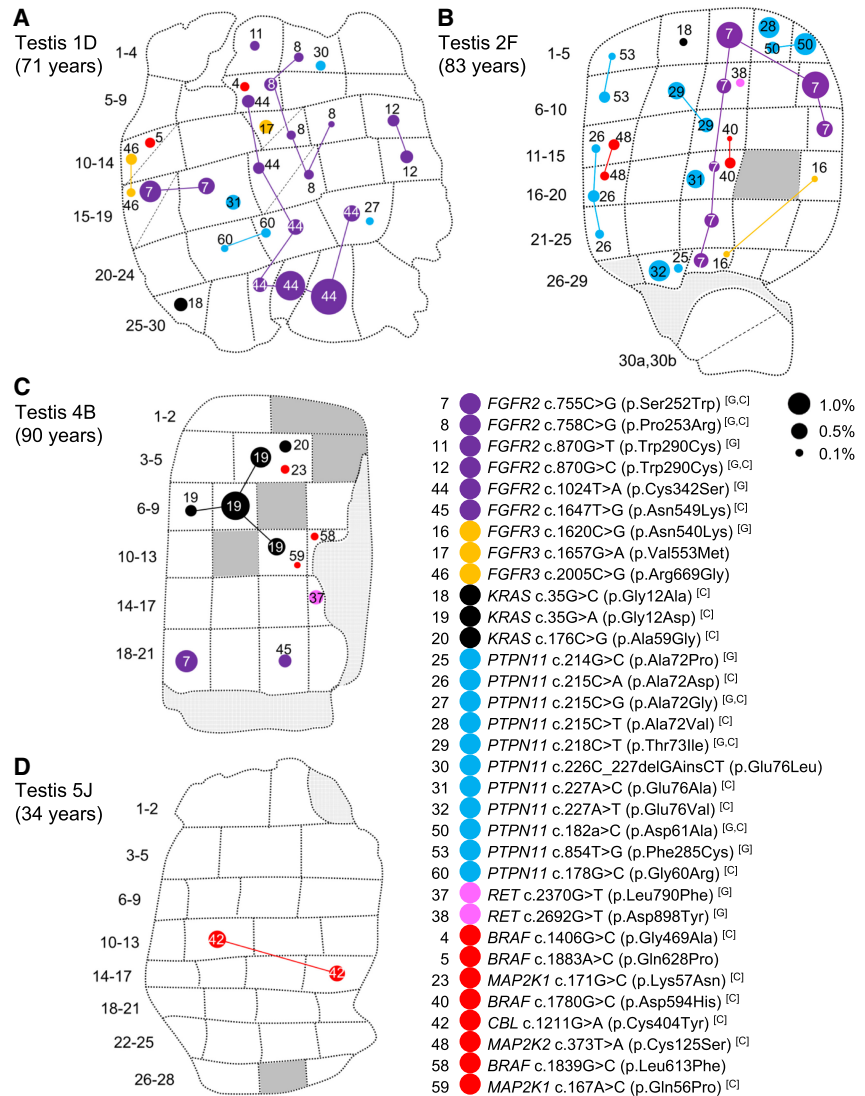 A
Testis 1D
(71 years)
1-4
5-9
10-14
15-19
20-24
25-30
11
8
30
4
8
44
17
8
8
12
12
5
46
46
7
7
44
8
31
44
27
60
60
44
44
44
44
18
B
Testis 2F
(83 years)
1-5
6-10
11-15
16-20
21-25
26-29
30a,30b
18
7
28
50
50
53
53
29
7
38
7
29
7
26
48
40
48
31
7
40
16
26
7
26
32
25
7
16
C
Testis 4B
(90 years)
1-2
3-5
6-9
10-13
14-17
18-21
19
20
23
19
19
19
58
59
37
7
45
D
Testis 5J
(34 years)
1-2
3-5
6-9
10-13
14-17
18-21
22-25
26-28
42
42
7 FGFR2 c.755C>G (p.Ser252Trp) [G,C]
8 FGFR2 c.758C>G (p.Pro253Arg) [G,C]
11 FGFR2 c.870G>T (p.Trp290Cys) [G]
12 FGFR2 c.870G>C (p.Trp290Cys) [G,C]
44 FGFR2 c.1024T>A (p.Cys342Ser) [G]
45 FGFR2 c.1647T>G (p.Asn549Lys) [C]
16 FGFR3 c.1620C>G (p.Asn540Lys) [G]
17 FGFR3 c.1657G>A (p.Val553Met)
46 FGFR3 c.2005C>G (p.Arg669Gly)
18 KRAS c.35G>C (p.Gly12Ala) [C]
19 KRAS c.35G>A (p.Gly12Asp) [C]
20 KRAS c.176C>G (p.Ala59Gly) [C]
25 PTPN11 c.214G>C (p.Ala72Pro) [G]
26 PTPN11 c.215C>A (p.Ala72Asp) [C]
27 PTPN11 c.215C>G (p.Ala72Gly) [G,C]
28 PTPN11 c.215C>T (p.Ala72Val) [C]
29 PTPN11 c.218C>T (p.Thr73Ile) [G,C]
30 PTPN11 c.226C_227delGAinsCT (p.Glu76Leu)
31 PTPN11 c.227A>C (p.Glu76Ala) [C]
32 PTPN11 c.227A>T (p.Glu76Val) [C]
50 PTPN11 c.182a>C (p.Asp61Ala) [G,C]
53 PTPN11 c.854T>G (p.Phe285Cys) [G]
60 PTPN11 c.178G>C (p.Gly60Arg) [C]
37 RET c.2370G>T (p.Leu790Phe) [G]
38 RET c.2692G>T (p.Asp898Tyr) [G]
4 BRAF c.1406G>C (p.Gly469Ala) [C]
5 BRAF c.1883A>C (p.Gln628Pro)
23 MAP2K1 c.171G>C (p.Lys57Asn) [C]
40 BRAF c.1780G>C (p.Asp594His) [C]
42 CBL c.1211G>A (p.Cys404Tyr) [C]
48 MAP2K2 c.373T>A (p.Cys125Ser) [C]
58 BRAF c.1839G>C (p.Leu613Phe)
59 MAP2K1 c.167A>C (p.Gln56Pro) [C]
1.0%
0.5%
0.1%